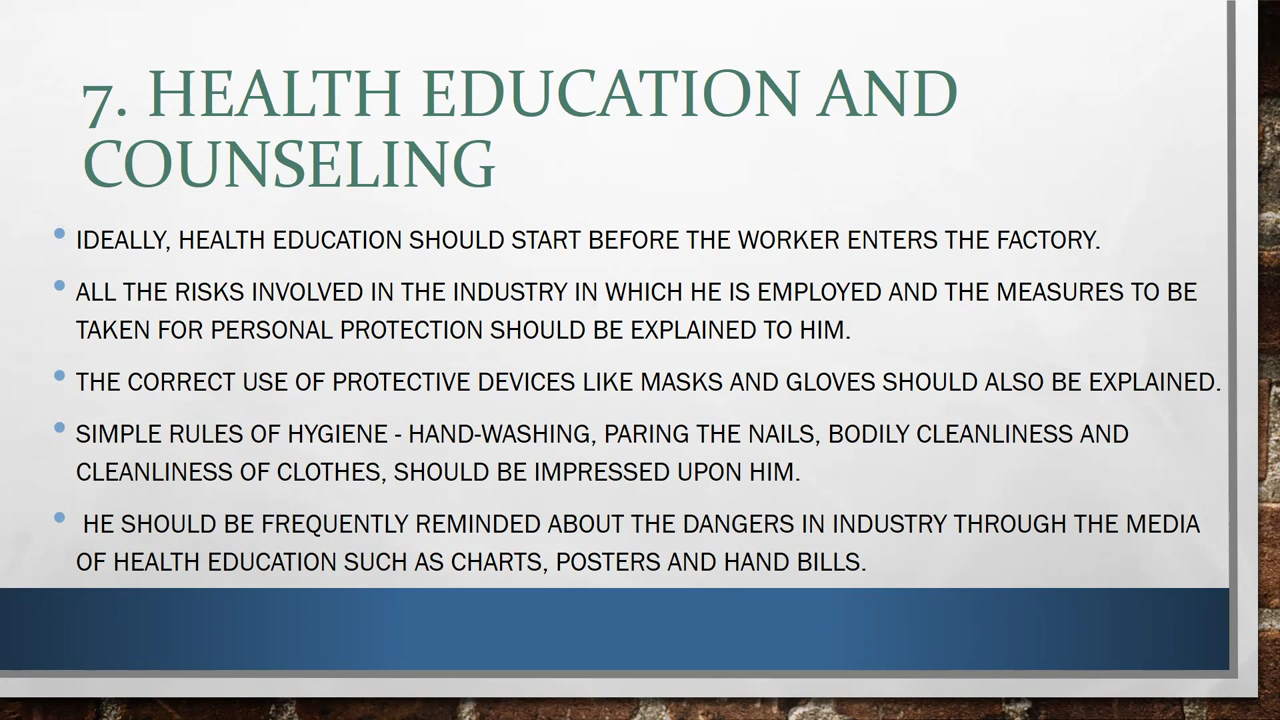 7. HEALTH EDUCATION AND
COUNSELING
• IDEALLY, HEALTH EDUCATION SHOULD START BEFORE THE WORKER ENTERS THE FACTORY.
• ALL THE RISKS INVOLVED IN THE INDUSTRY IN WHICH HE IS EMPLOYED AND THE MEASURES TO BE
TAKEN FOR PERSONAL PROTECTION SHOULD BE EXPLAINED TO HIM.
• THE CORRECT USE OF PROTECTIVE DEVICES LIKE MASKS AND GLOVES SHOULD ALSO BE EXPLAINED.
• SIMPLE RULES OF HYGIENE - HAND-WASHING, PARING THE NAILS, BODILY CLEANLINESS AND
CLEANLINESS OF CLOTHES, SHOULD BE IMPRESSED UPON HIM.
• HE SHOULD BE FREQUENTLY REMINDED ABOUT THE DANGERS IN INDUSTRY THROUGH THE MEDIA
OF HEALTH EDUCATION SUCH AS CHARTS, POSTERS AND HAND BILLS.